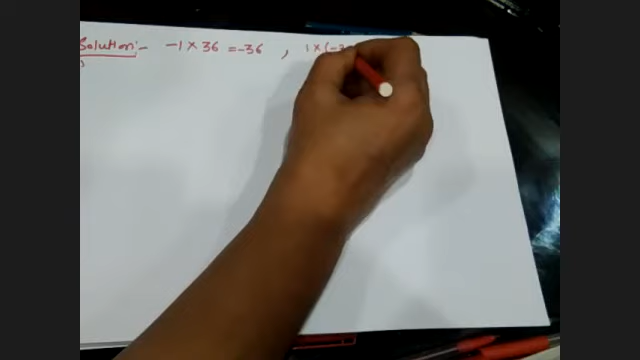 Solution:- -1 × 36 = -36 , 1 × (-3